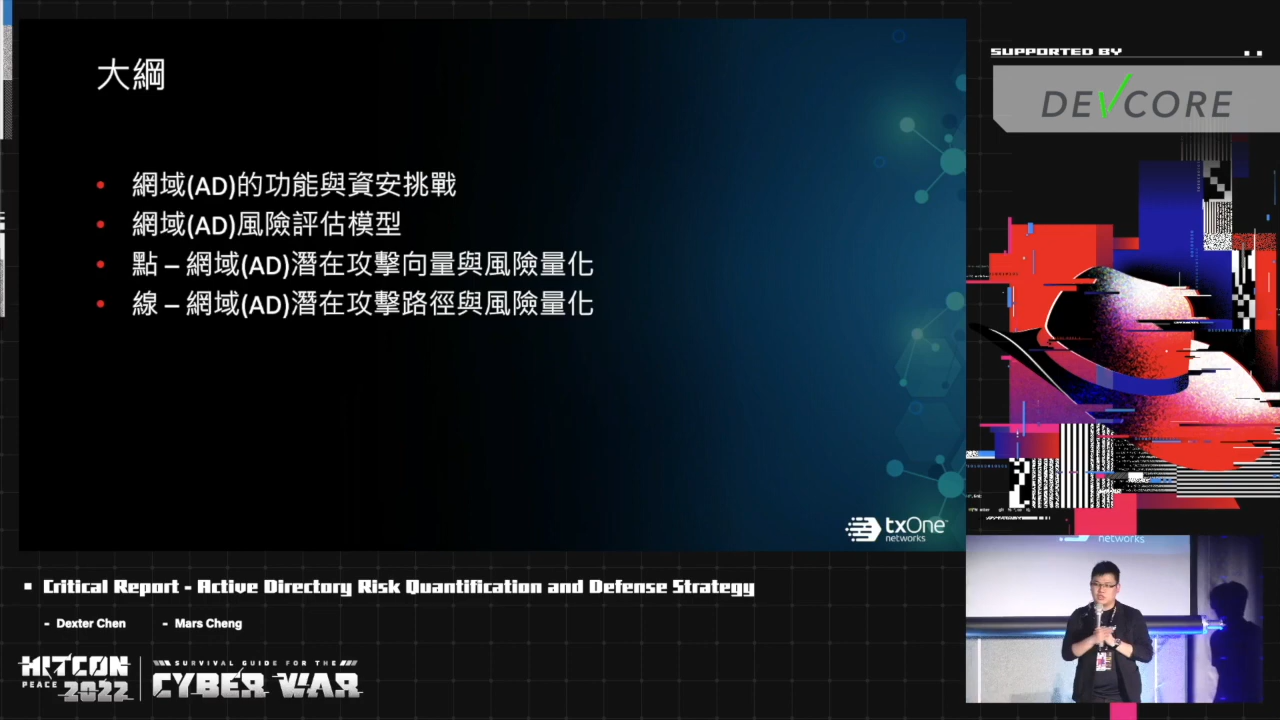 大綱
• 網域(AD)的功能與資安挑戰
• 網域(AD)風險評估模型
• 點 – 網域(AD)潛在攻擊向量與風險量化
• 線 – 網域(AD)潛在攻擊路徑與風險量化
txOne
networks
SUPPORTED BY
DEVCORE
networks
Critical Report - Active Directory Risk Quantification and Defense Strategy
- Dexter Chen
- Mars Cheng
HITCON
PEACE 2022
SURVIVAL GUIDE FOR THE
CYBER WAR